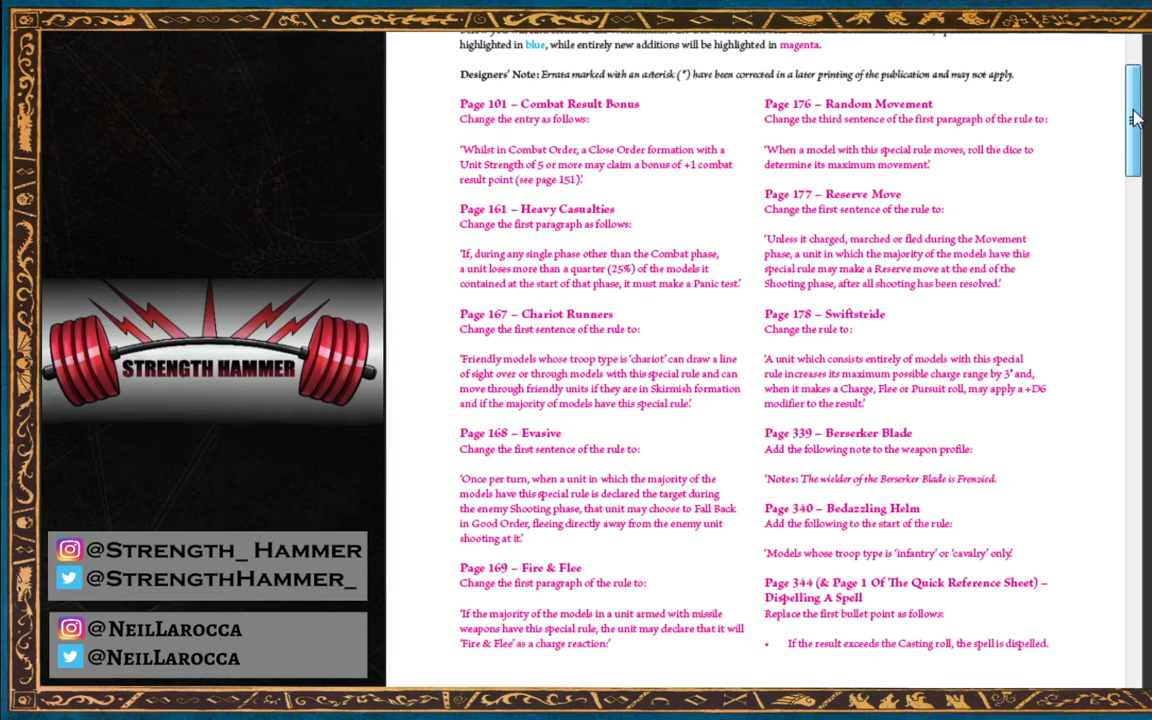 highlighted in blue, while entirely new additions will be highlighted in magenta.
Designers' Note: Errata marked with an asterisk (*) have been corrected in a later printing of the publication and may not apply.
Page 101 – Combat Result Bonus
Change the entry as follows:
'Whilst in Combat Order, a Close Order formation with a
Unit Strength of 5 or more may claim a bonus of +1 combat
result point (see page 151).'
Page 161 – Heavy Casualties
Change the first paragraph as follows:
'If, during any single phase other than the Combat phase,
a unit loses more than a quarter (25%) of the models it
contained at the start of that phase, it must make a Panic test.'
Page 167 – Chariot Runners
Change the first sentence of the rule to:
'Friendly models whose troop type is 'chariot' can draw a line
of sight over or through models with this special rule and can
move through friendly units if they are in Skirmish formation
and if the majority of models have this special rule.'
Page 168 – Evasive
Change the first sentence of the rule to:
'Once per turn, when a unit in which the majority of the
models have this special rule is declared the target during
the enemy Shooting phase, that unit may choose to Fall Back
in Good Order, fleeing directly away from the enemy unit
shooting at it.'
Page 169 – Fire & Flee
Change the first paragraph of the rule to:
'If the majority of the models in a unit armed with missile
weapons have this special rule, the unit may declare that it will
'Fire & Flee' as a charge reaction:'
Page 176 – Random Movement
Change the third sentence of the first paragraph of the rule to:
'When a model with this special rule moves, roll the dice to
determine its maximum movement.'
Page 177 – Reserve Move
Change the first sentence of the rule to:
'Unless it charged, marched or fled during the Movement
phase, a unit in which the majority of the models have this
special rule may make a Reserve move at the end of the
Shooting phase, after all shooting has been resolved.'
Page 178 – Swiftstride
Change the rule to:
'A unit which consists entirely of models with this special
rule increases its maximum possible charge range by 3" and,
when it makes a Charge, Flee or Pursuit roll, may apply a +D6
modifier to the result.'
Page 339 – Berserker Blade
Add the following note to the weapon profile:
'Notes: The wielder of the Berserker Blade is Frenzied.
Page 340 – Bedazzling Helm
Add the following to the start of the rule:
'Models whose troop type is 'infantry' or 'cavalry' only.'
Page 344 (& Page 1 Of The Quick Reference Sheet) –
Dispelling A Spell
Replace the first bullet point as follows:
• If the result exceeds the Casting roll, the spell is dispelled.
STRENGTH HAMMER
@STRENGTH_HAMMER
@STRENGTHHAMMER_
@NEILLAROCCA
@NEILLAROCCA